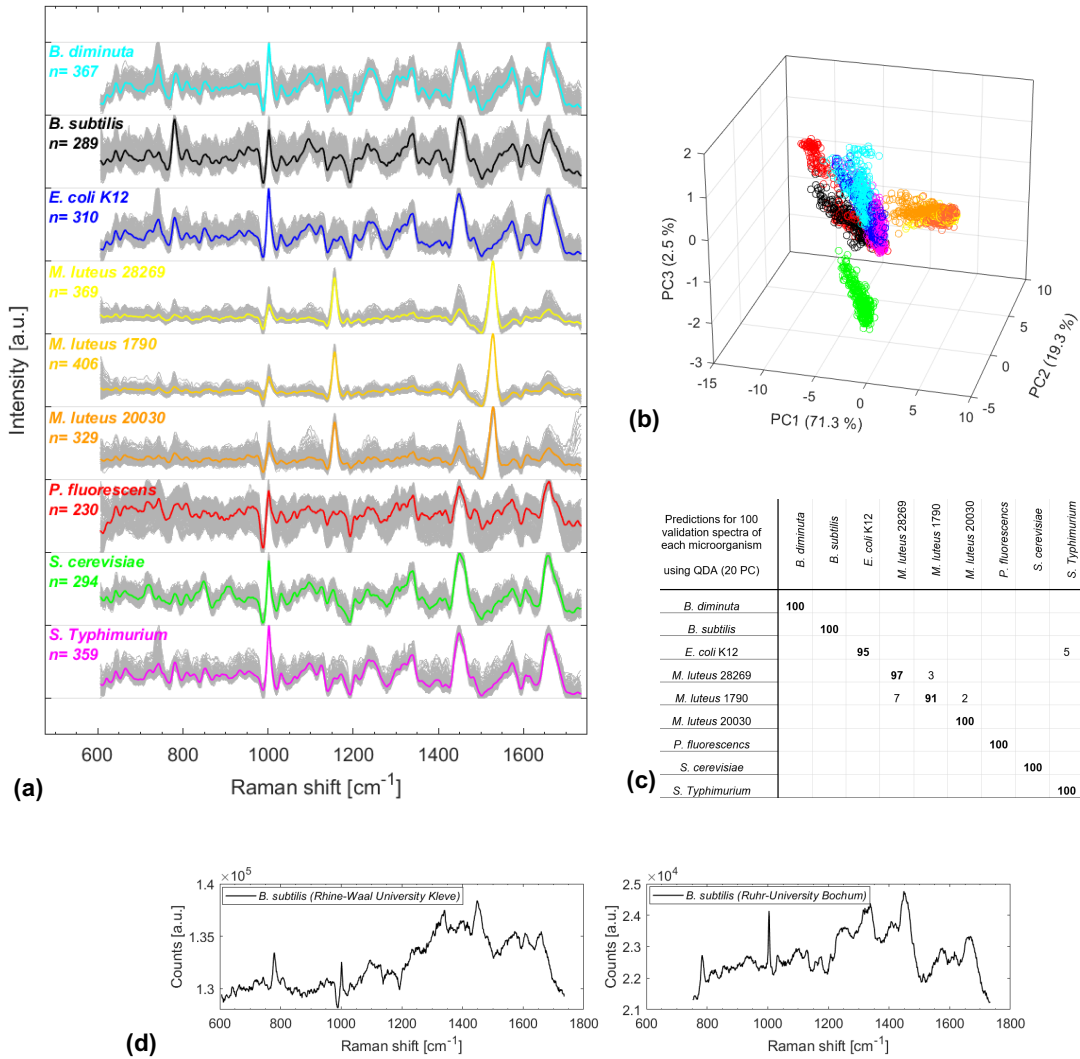 B. diminuta
n= 367
B. subtilis
n= 289
E. coli K12
n= 310
M. luteus 28269
n= 369
M. luteus 1790
n= 406
M. luteus 20030
n= 329
P. fluorescens
n= 230
S. cerevisiae
n= 294
S. Typhimurium
n= 359
Intensity [a.u.]
600 800 1000 1200 1400 1600
Raman shift [cm-1]
(a)
2
1
0
-1
-2
-3
PC3 (2.5 %)
-15 -10 -5 0 5 10
PC1 (71.3 %)
-5 0 5 10
PC2 (19.3 %)
(b)
Predictions for 100
validation spectra of
each microorganism
using QDA (20 PC)
B. diminuta
B. subtilis
E. coli K12
M. luteus 28269
M. luteus 1790
M. luteus 20030
P. fluorescencs
S. cerevisiae
S. Typhimurium
B. diminuta 100
B. subtilis 100
E. coli K12 95 5
M. luteus 28269 97 3
M. luteus 1790 7 91 2
M. luteus 20030 100
P. fluorescencs 100
S. cerevisiae 100
S. Typhimurium 100
(c)
×10^5
1.4
1.35
1.3
Counts [a.u.]
B. subtilis (Rhine-Waal University Kleve)
600 800 1000 1200 1400 1600 1800
Raman shift [cm-1]
×10^4
2.5
2.4
2.3
2.2
2.1
Counts [a.u.]
B. subtilis (Ruhr-University Bochum)
600 800 1000 1200 1400 1600 1800
Raman shift [cm-1]
(d)